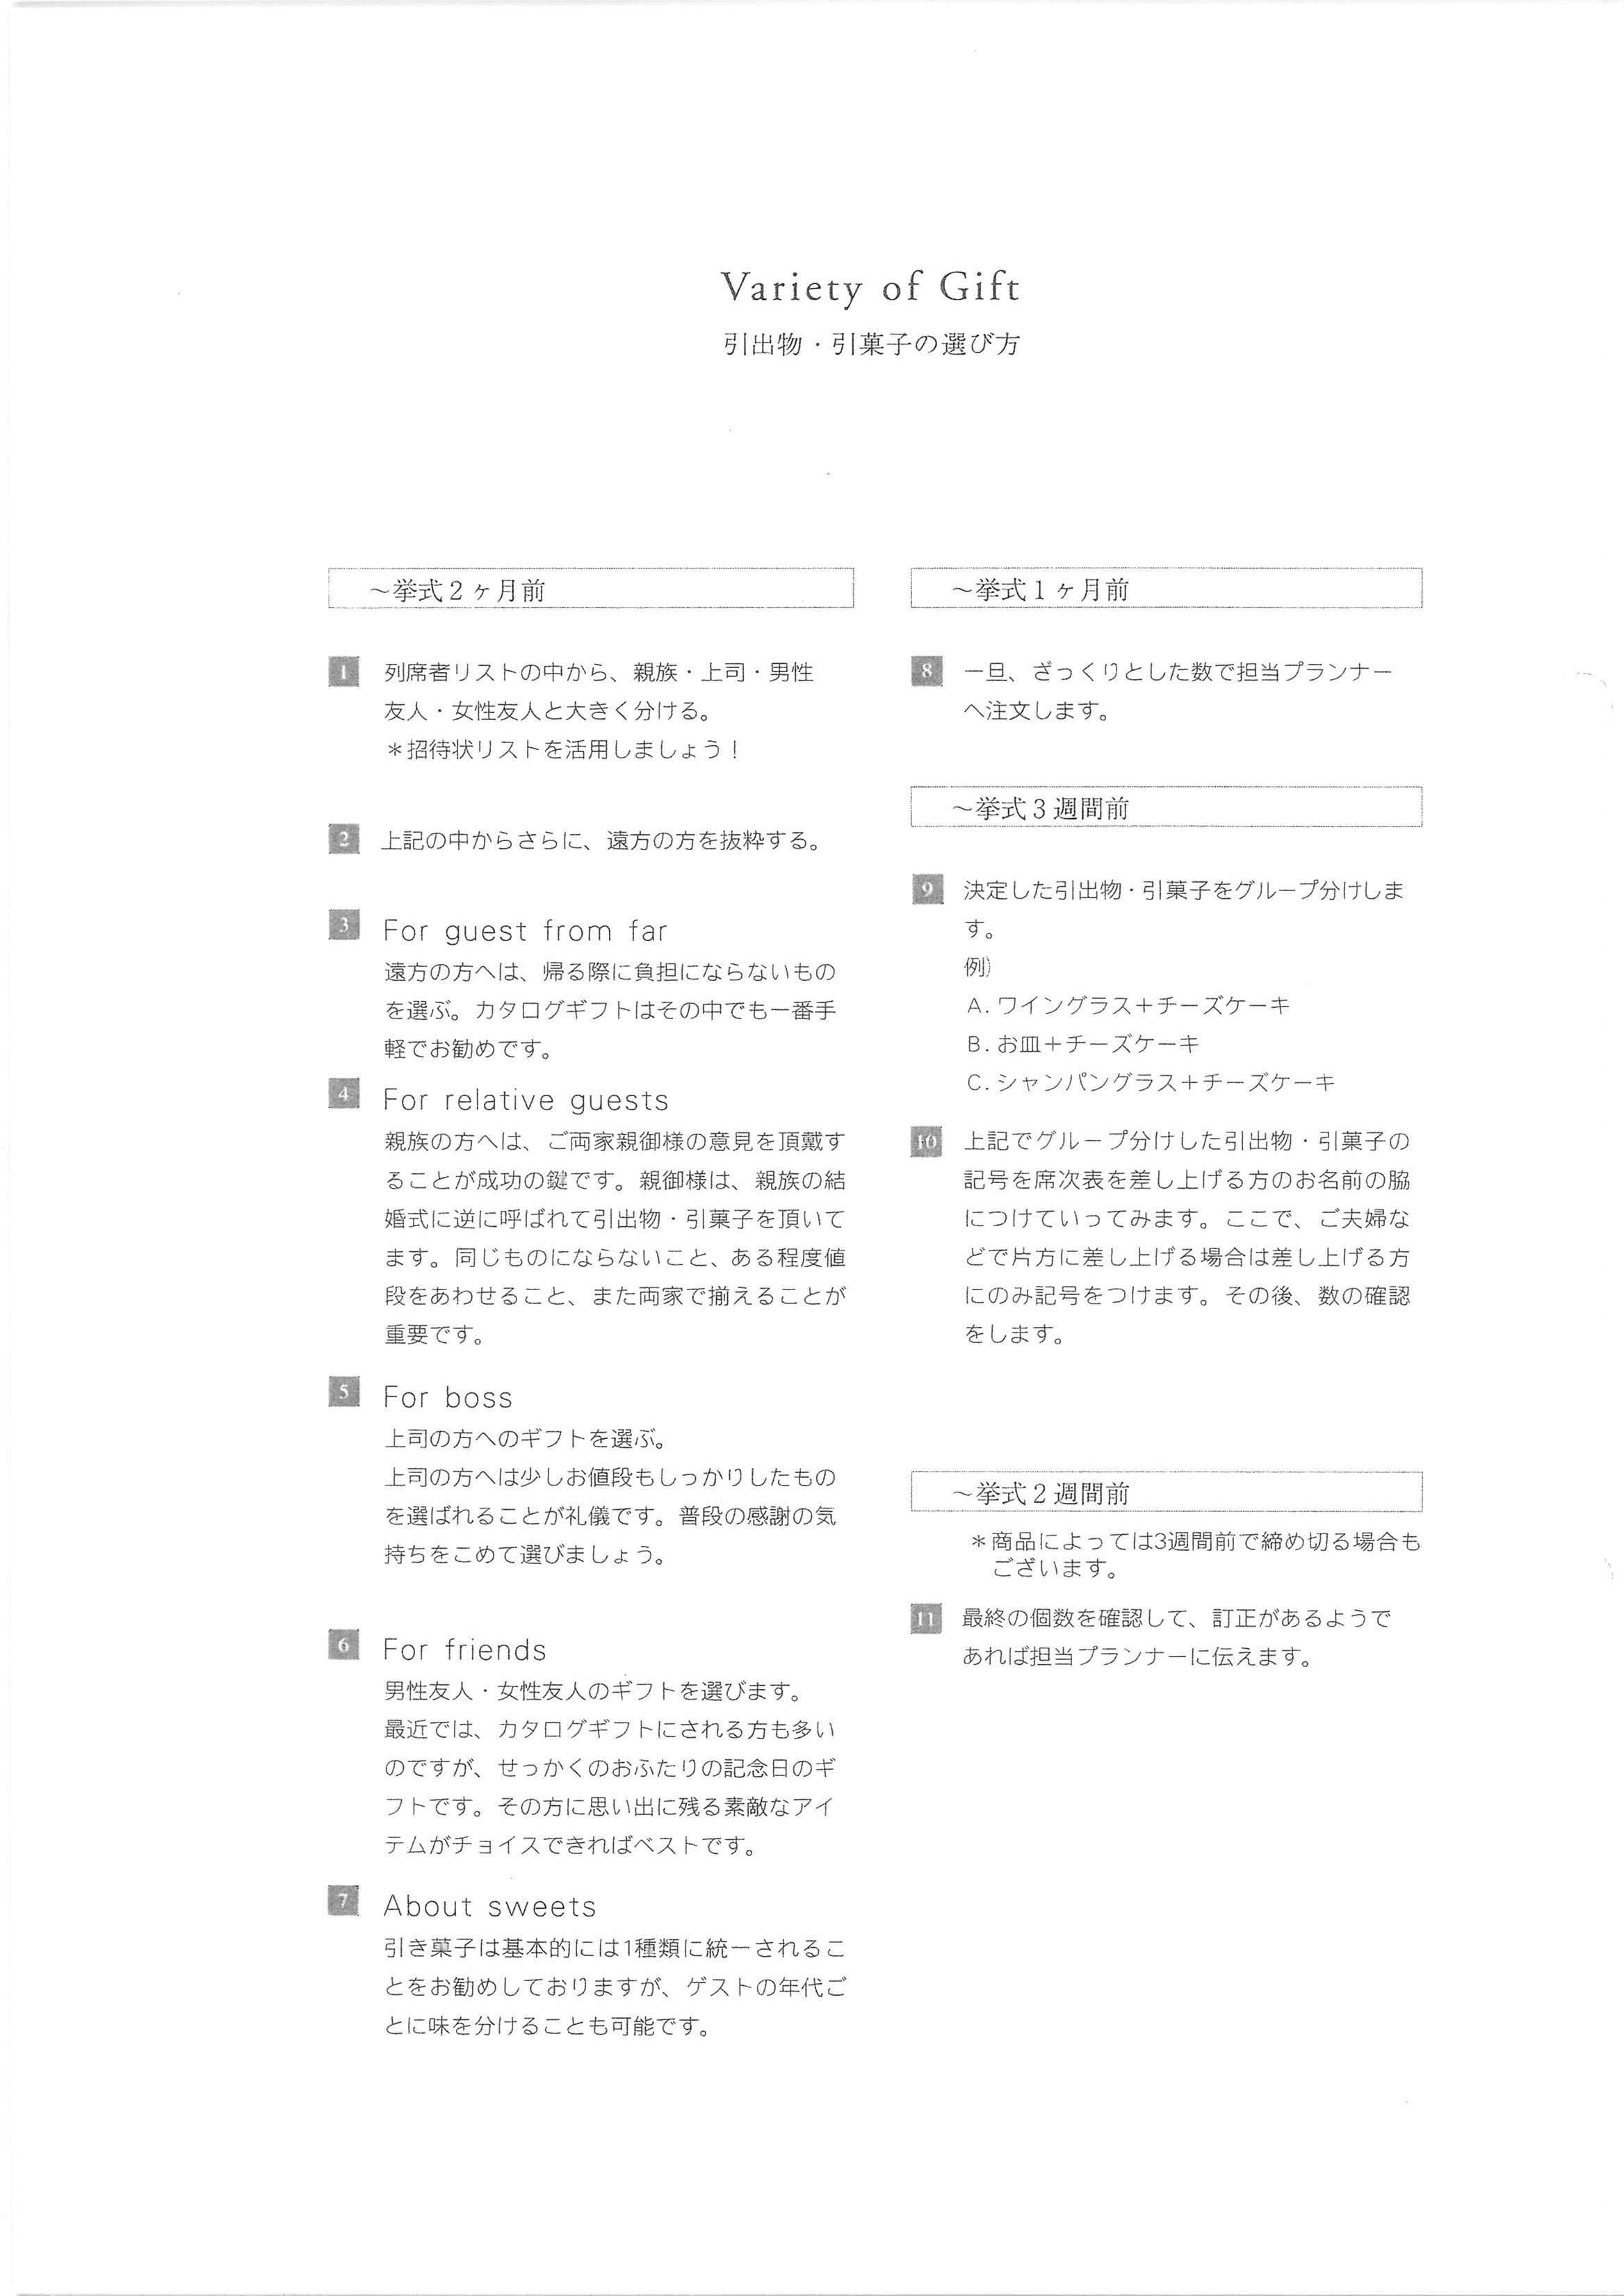 Variety of Gift
引出物・引菓子の選び方
～挙式２ヶ月前
1 列席者リストの中から、親族・上司・男性
友人・女性友人と大きく分ける。
＊招待状リストを活用しましょう！
2 上記の中からさらに、遠方の方を抜粋する。
3 For guest from far
遠方の方へは、帰る際に負担にならないもの
を選ぶ。カタログギフトはその中でも一番手
軽でお勧めです。
4 For relative guests
親族の方へは、ご両家親御様の意見を頂戴す
ることが成功の鍵です。親御様は、親族の結
婚式に逆に呼ばれて引出物・引菓子を頂いて
ます。同じものにならないこと、ある程度値
段をあわせること、また両家で揃えることが
重要です。
5 For boss
上司の方へのギフトを選ぶ。
上司の方へは少しお値段もしっかりしたもの
を選ばれることが礼儀です。普段の感謝の気
持ちをこめて選びましょう。
6 For friends
男性友人・女性友人のギフトを選びます。
最近では、カタログギフトにされる方も多い
のですが、せっかくのおふたりの記念日のギ
フトです。その方に思い出に残る素敵なアイ
テムがチョイスできればベストです。
7 About sweets
引き菓子は基本的には1種類に統一されるこ
とをお勧めしておりますが、ゲストの年代ご
とに味を分けることも可能です。
～挙式１ヶ月前
8 一旦、ざっくりとした数で担当プランナー
へ注文します。
～挙式３週間前
9 決定した引出物・引菓子をグループ分けしま
す。
例）
A. ワイングラス＋チーズケーキ
B. お皿＋チーズケーキ
C. シャンパングラス＋チーズケーキ
10 上記でグループ分けした引出物・引菓子の
記号を席次表を差し上げる方のお名前の脇
につけていってみます。ここで、ご夫婦な
どで片方に差し上げる場合は差し上げる方
にのみ記号をつけます。その後、数の確認
をします。
～挙式２週間前
＊商品によっては3週間前で締め切る場合も
ございます。
11 最終の個数を確認して、訂正があるようで
あれば担当プランナーに伝えます。